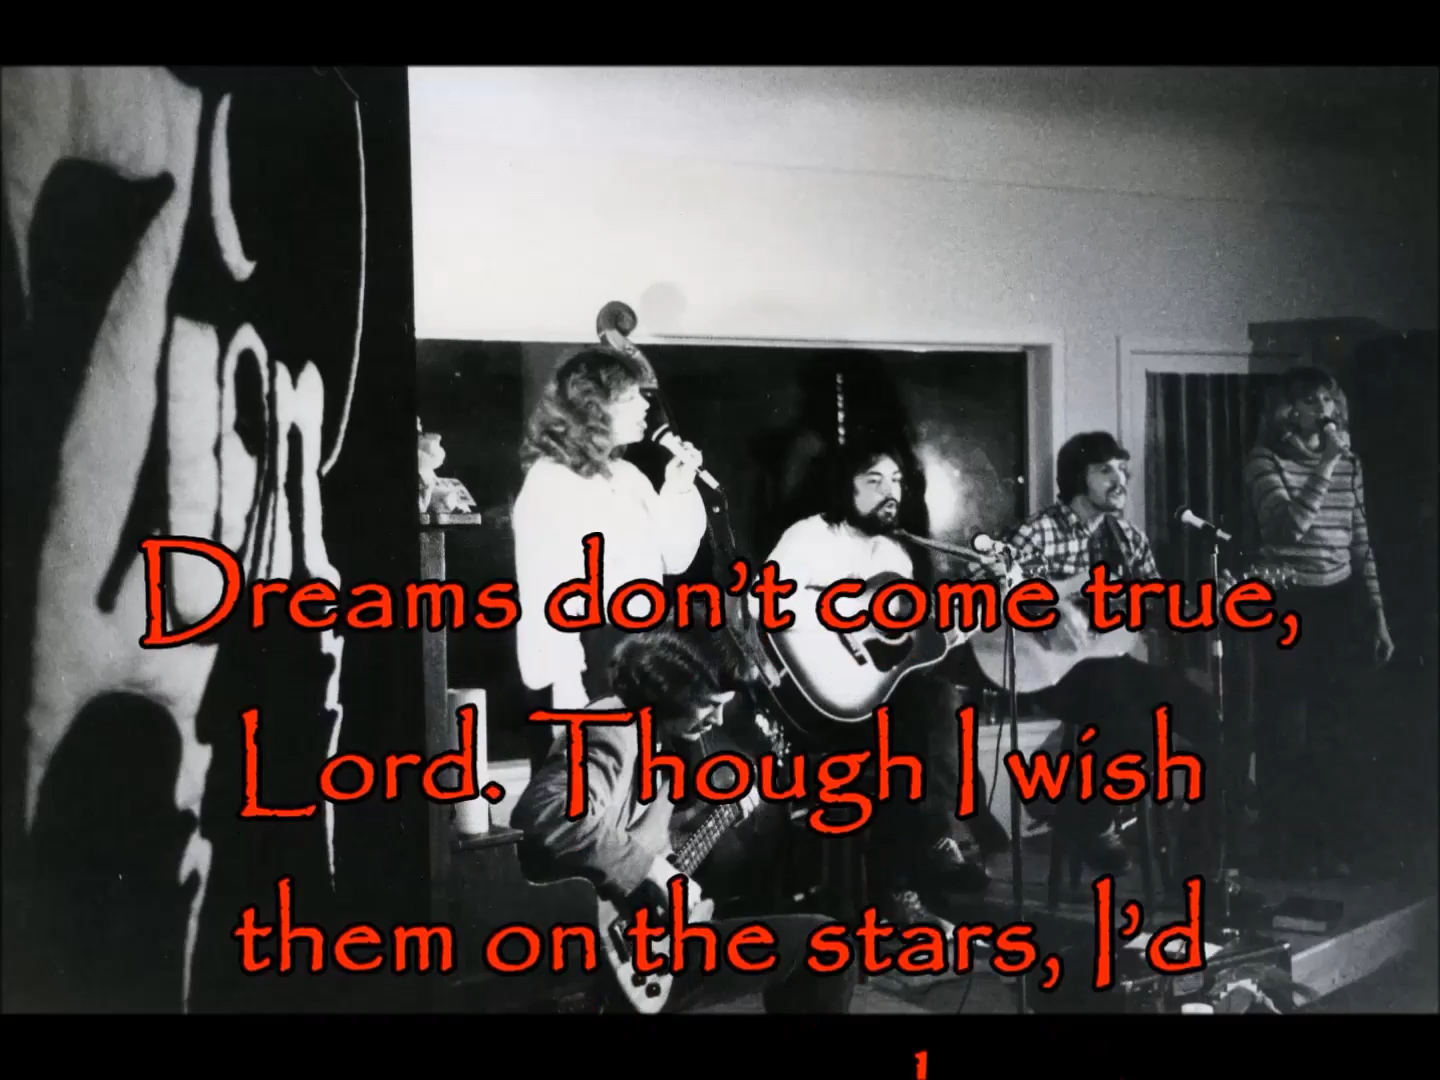 Dreams don't come true,
Lord. Though I wish
them on the stars, I'd